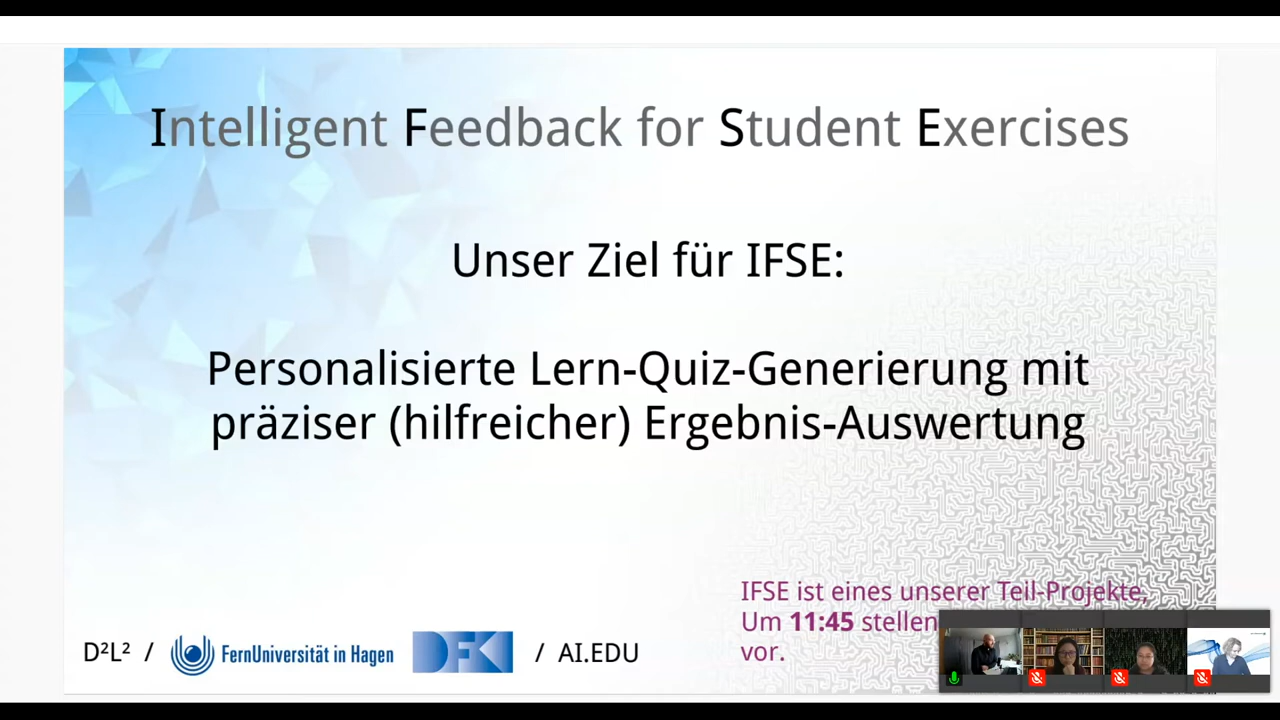 Intelligent Feedback for Student Exercises
Unser Ziel für IFSE:
Personalisierte Lern-Quiz-Generierung mit
präziser (hilfreicher) Ergebnis-Auswertung
IFSE ist eines unserer Teil-Projekte,
Um 11:45 stellen
vor.
D²L² / FernUniversität in Hagen DFKI / AI.EDU